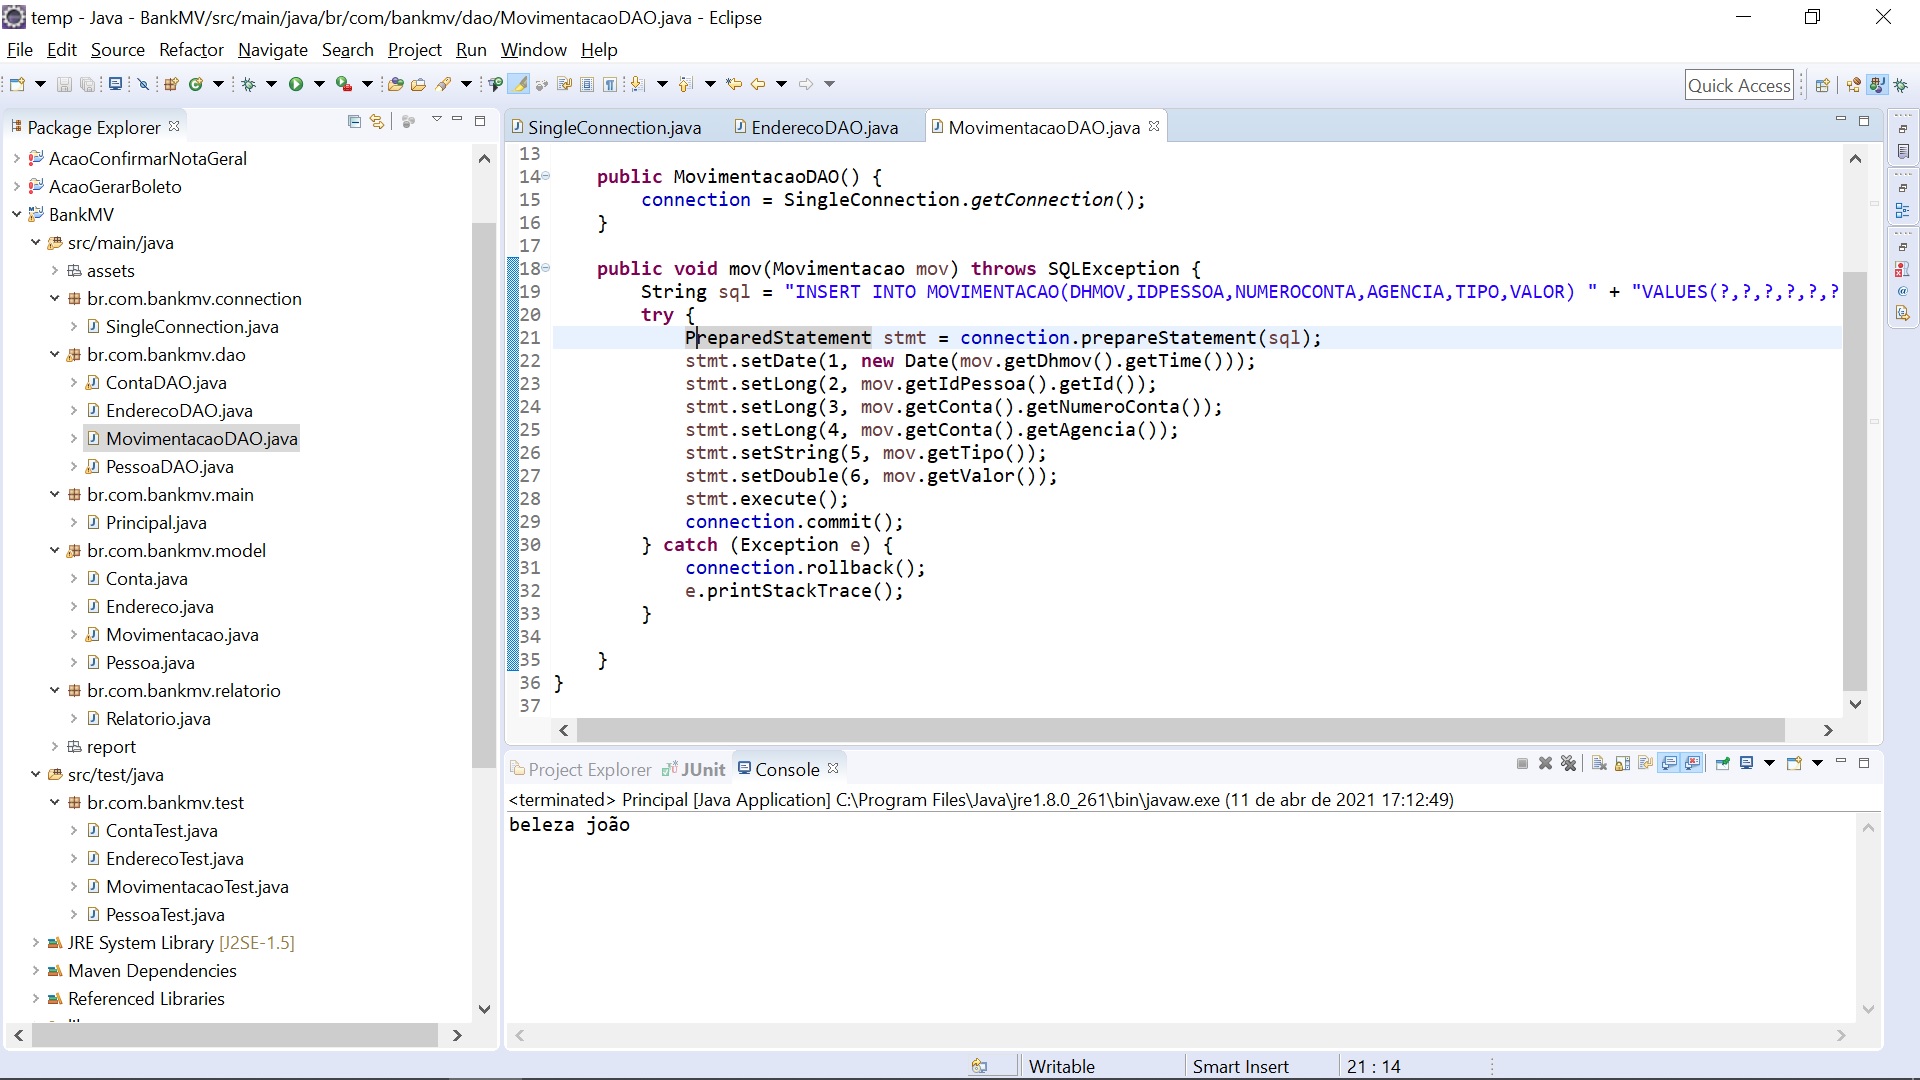 temp - Java - BankMV/src/main/java/br/com/bankmv/dao/MovimentacaoDAO.java - Eclipse
File Edit Source Refactor Navigate Search Project Run Window Help
Quick Access
Package Explorer
AcaoConfirmarNotaGeral
AcaoGerarBoleto
BankMV
src/main/java
assets
br.com.bankmv.connection
SingleConnection.java
br.com.bankmv.dao
ContaDAO.java
EnderecoDAO.java
MovimentacaoDAO.java
PessoaDAO.java
br.com.bankmv.main
Principal.java
br.com.bankmv.model
Conta.java
Endereco.java
Movimentacao.java
Pessoa.java
br.com.bankmv.relatorio
Relatorio.java
report
src/test/java
br.com.bankmv.test
ContaTest.java
EnderecoTest.java
MovimentacaoTest.java
PessoaTest.java
JRE System Library [J2SE-1.5]
Maven Dependencies
Referenced Libraries
SingleConnection.java EnderecoDAO.java MovimentacaoDAO.java
13
14 public MovimentacaoDAO() {
15 connection = SingleConnection.getConnection();
16 }
17
18 public void mov(Movimentacao mov) throws SQLException {
19 String sql = "INSERT INTO MOVIMENTACAO(DHMOV,IDPESSOA,NUMEROCONTA,AGENCIA,TIPO,VALOR) " + "VALUES(?,?,?,?,?,?
20 try {
21 PreparedStatement stmt = connection.prepareStatement(sql);
22 stmt.setDate(1, new Date(mov.getDhmov().getTime()));
23 stmt.setLong(2, mov.getIdPessoa().getId());
24 stmt.setLong(3, mov.getConta().getNumeroConta());
25 stmt.setLong(4, mov.getConta().getAgencia());
26 stmt.setString(5, mov.getTipo());
27 stmt.setDouble(6, mov.getValor());
28 stmt.execute();
29 connection.commit();
30 } catch (Exception e) {
31 connection.rollback();
32 e.printStackTrace();
33 }
34
35 }
36 }
37
Project Explorer JUnit Console
<terminated> Principal [Java Application] C:\Program Files\Java\jre1.8.0_261\bin\javaw.exe (11 de abr de 2021 17:12:49)
beleza joão
Writable Smart Insert 21 : 14